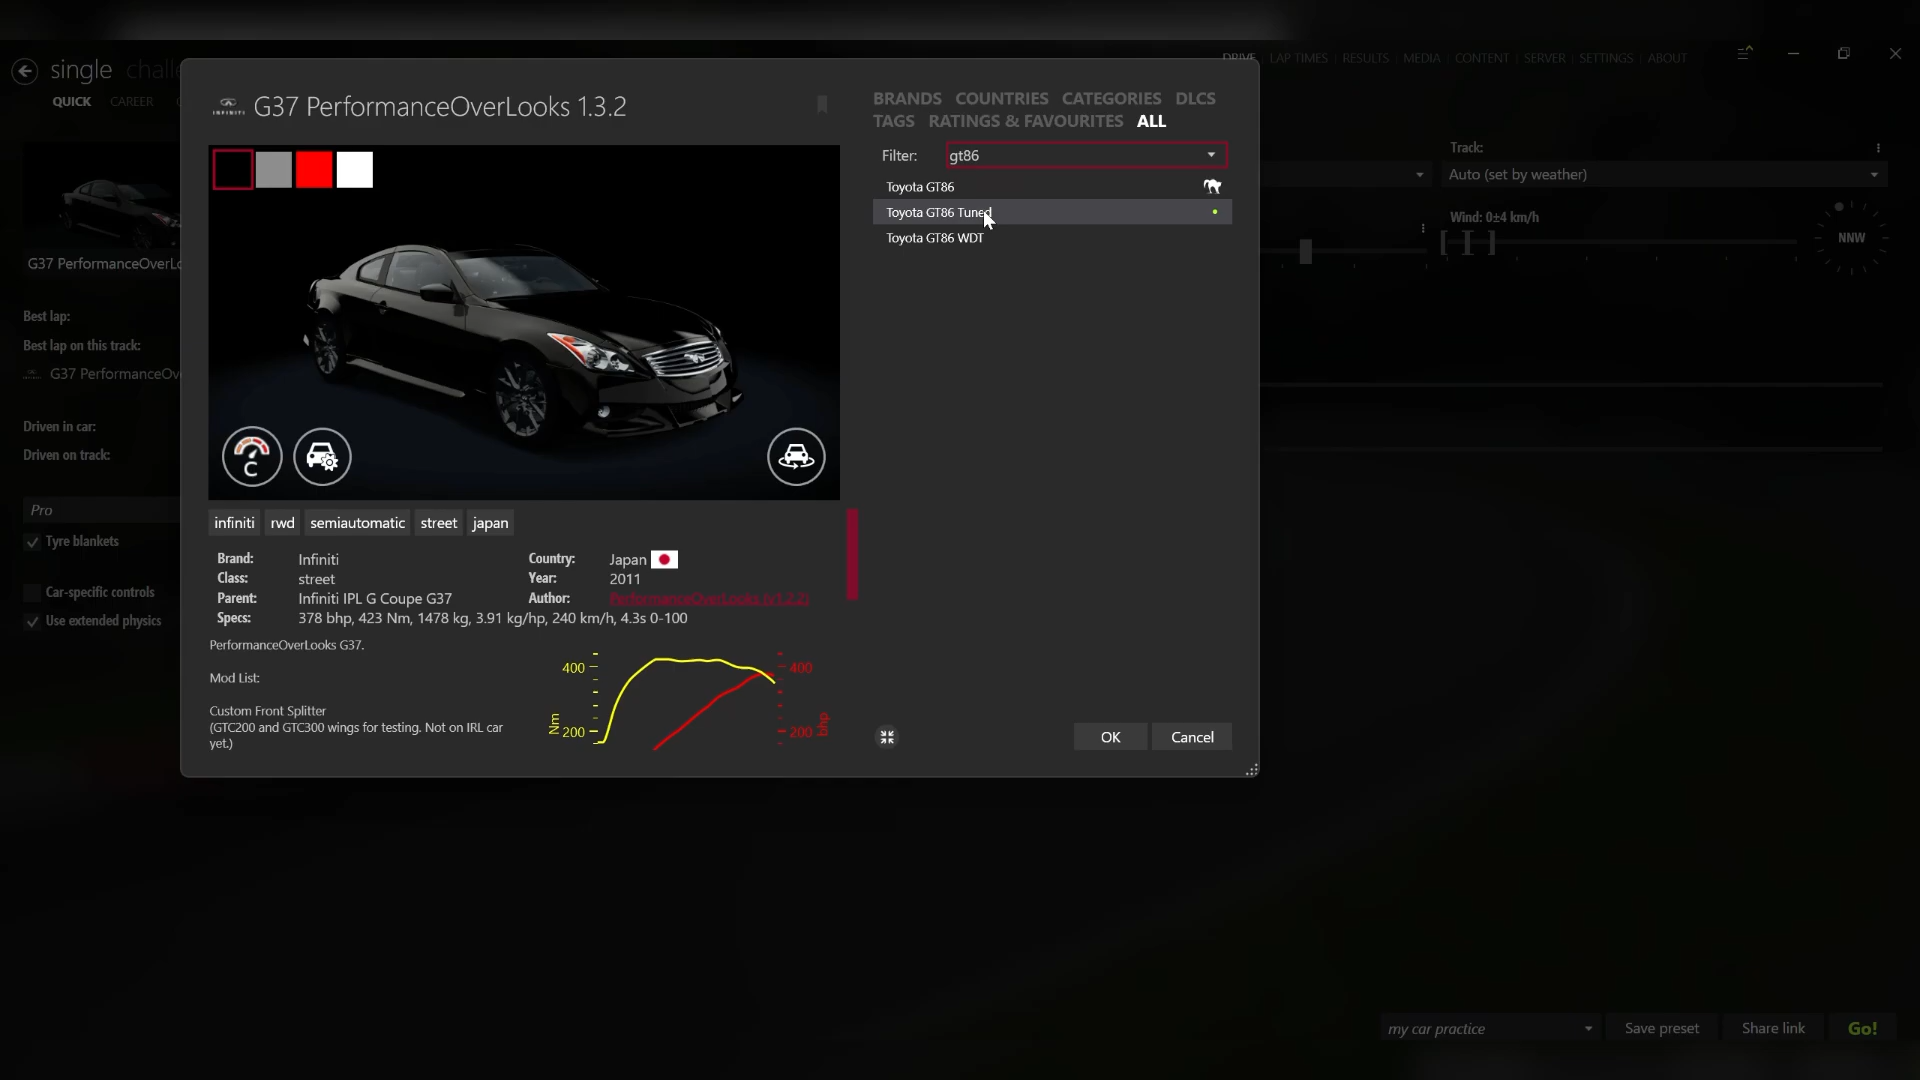 single challe
QUICK CAREER
DRIVE LAP TIMES RESULTS MEDIA CONTENT SERVER SETTINGS ABOUT
INFINITI G37 PerformanceOverLooks 1.3.2
BRANDS COUNTRIES CATEGORIES DLCS
TAGS RATINGS & FAVOURITES ALL
Filter: gt86
Toyota GT86
Toyota GT86 Tuned
Toyota GT86 WDT
Track:
Auto (set by weather)
Wind: 0±4 km/h
NNW
G37 PerformanceOverLo
Best lap:
Best lap on this track:
G37 PerformanceOv
Driven in car:
Driven on track:
Pro
Tyre blankets
Car-specific controls
Use extended physics
C
infiniti rwd semiautomatic street japan
Brand: Infiniti Country: Japan
Class: street Year: 2011
Parent: Infiniti IPL G Coupe G37 Author: PerformanceOverLooks (v1.2.2)
Specs: 378 bhp, 423 Nm, 1478 kg, 3.91 kg/hp, 240 km/h, 4.3s 0-100
PerformanceOverLooks G37.
Mod List:
Custom Front Splitter
(GTC200 and GTC300 wings for testing. Not on IRL car
yet.)
400 400
Nm bhp
200 200
OK Cancel
my car practice Save preset Share link Go!